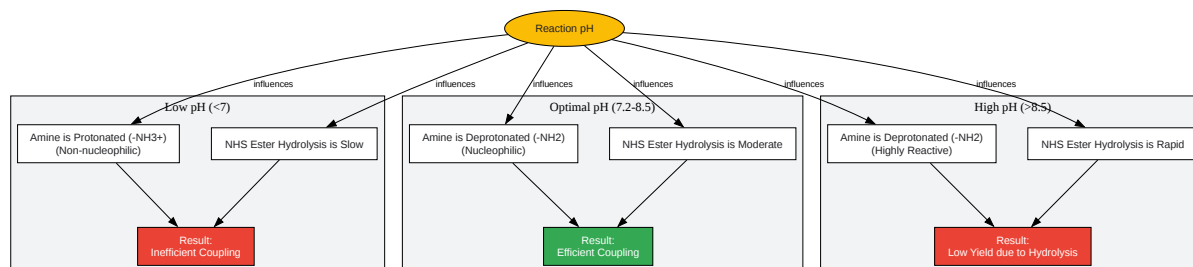 Reaction pH
influences
influences
influences
influences
influences
influences
Low pH (<7)
Amine is Protonated (-NH3+)
(Non-nucleophilic)
NHS Ester Hydrolysis is Slow
Result:
Inefficient Coupling
Optimal pH (7.2-8.5)
Amine is Deprotonated (-NH2)
(Nucleophilic)
NHS Ester Hydrolysis is Moderate
Result:
Efficient Coupling
High pH (>8.5)
Amine is Deprotonated (-NH2)
(Highly Reactive)
NHS Ester Hydrolysis is Rapid
Result:
Low Yield due to Hydrolysis